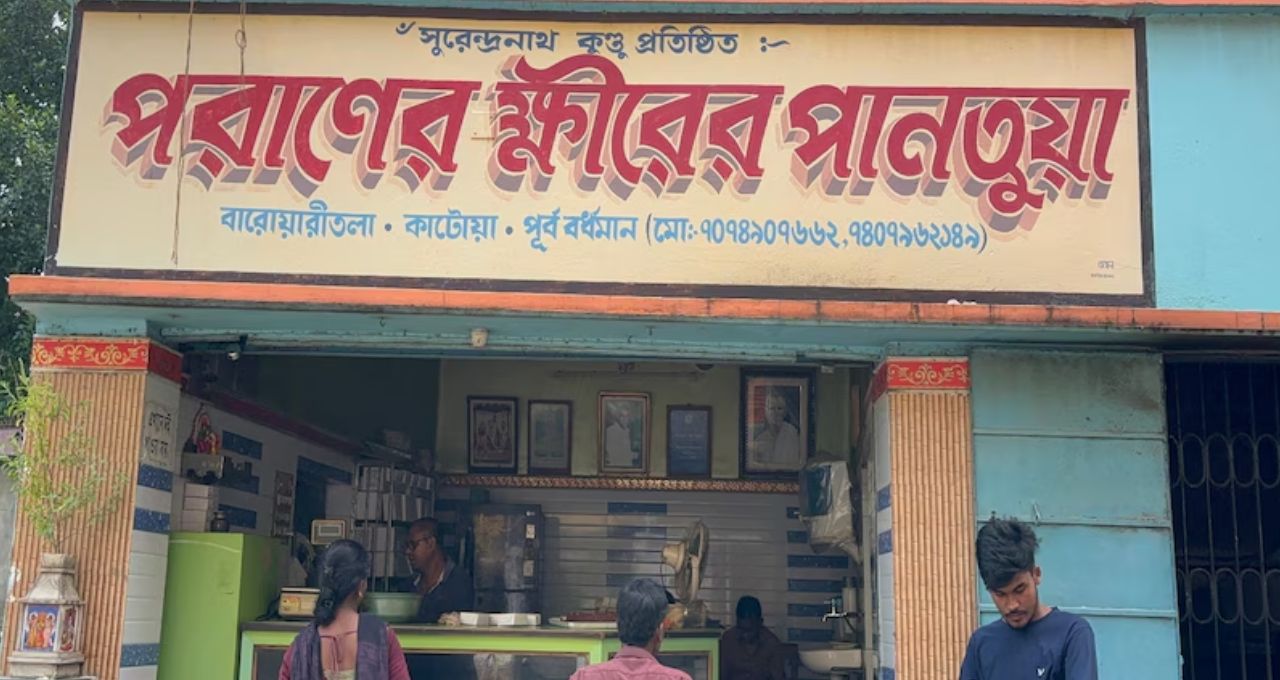 ঁসুরেন্দ্রনাথ কুণ্ডু প্রতিষ্ঠিত :~
পরাণের ক্ষীরের পানতুয়া
বারোয়ারীতলা • কাটোয়া • পূর্ব বর্ধমান (মোঃ-৭০৭৪৯০৭৬৬২,৭৪০৭৯৬২১৪৯)